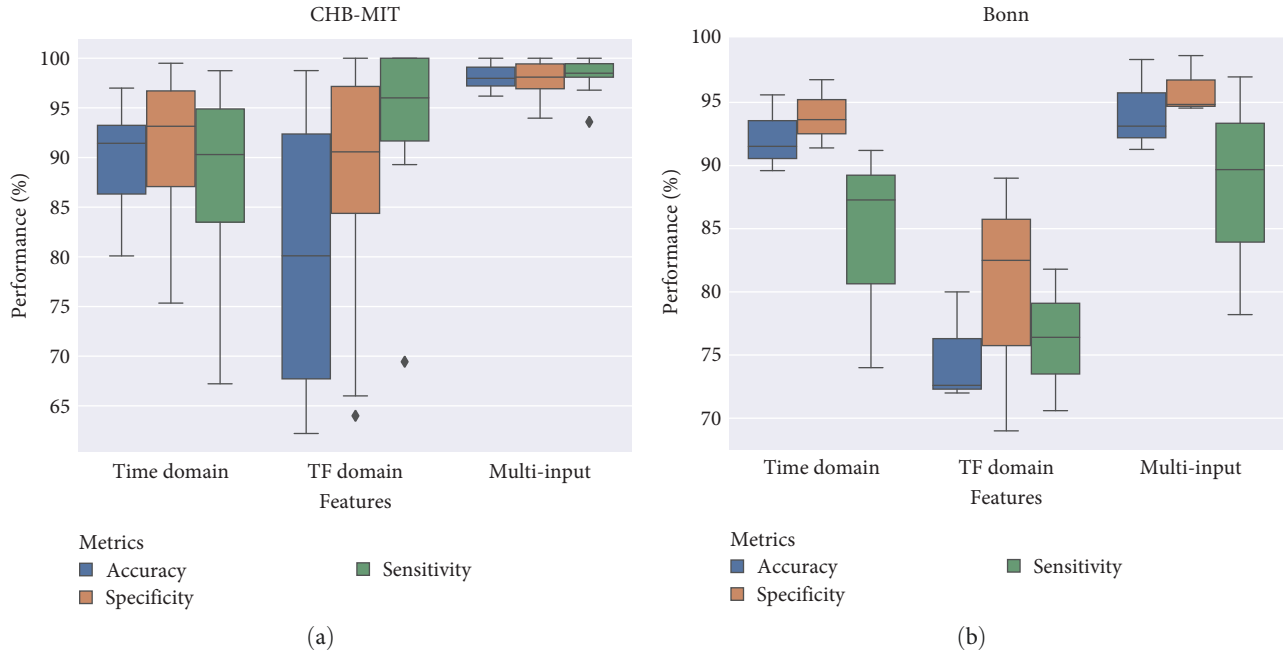 CHB-MIT
Performance (%)
100
95
90
85
80
75
70
65
Time domain
TF domain
Multi-input
Features
Metrics
Accuracy
Specificity
Sensitivity
(a)
Bonn
Performance (%)
100
95
90
85
80
75
70
Time domain
TF domain
Multi-input
Features
Metrics
Accuracy
Specificity
Sensitivity
(b)